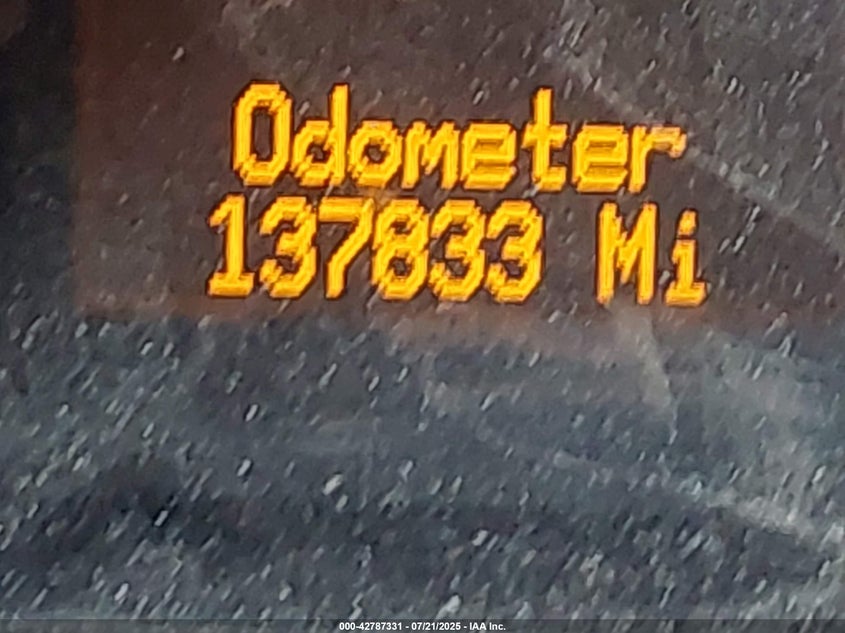 Odometer
137833 Mi
000-42787331 - 07/21/2025 - IAA Inc.